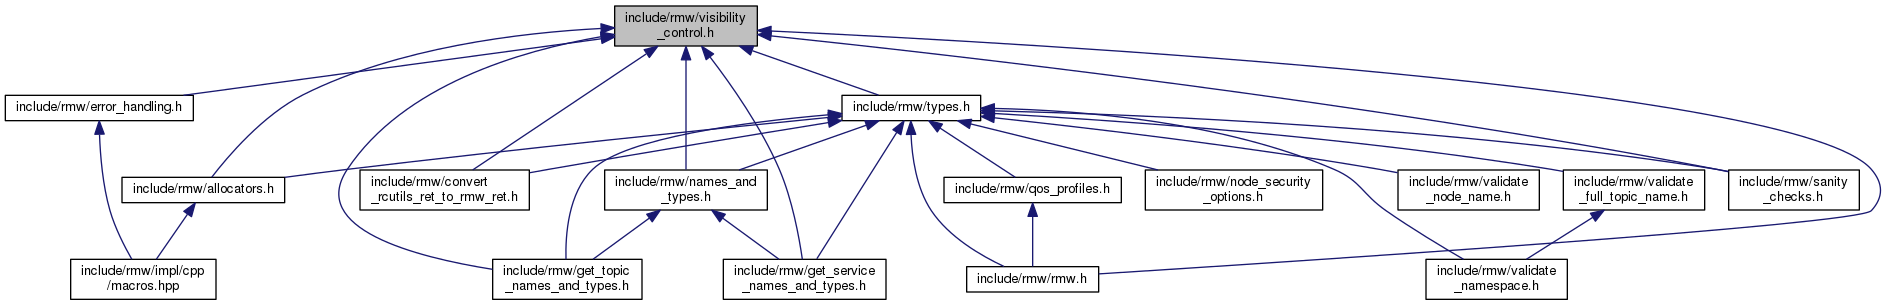 include/rmw/visibility
_control.h
include/rmw/error_handling.h
include/rmw/types.h
include/rmw/allocators.h
include/rmw/convert
_rcutils_ret_to_rmw_ret.h
include/rmw/names_and
_types.h
include/rmw/qos_profiles.h
include/rmw/node_security
_options.h
include/rmw/validate
_node_name.h
include/rmw/validate
_full_topic_name.h
include/rmw/sanity
_checks.h
include/rmw/impl/cpp
/macros.hpp
include/rmw/get_topic
_names_and_types.h
include/rmw/get_service
_names_and_types.h
include/rmw/rmw.h
include/rmw/validate
_namespace.h